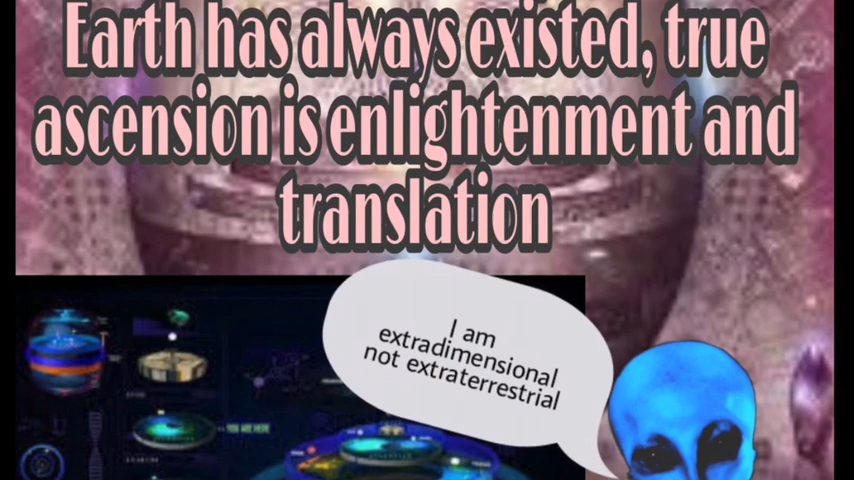 Earth has always existed, true
ascension is enlightenment and
translation
I am
extradimensional
not extraterrestrial
YOU ARE HERE